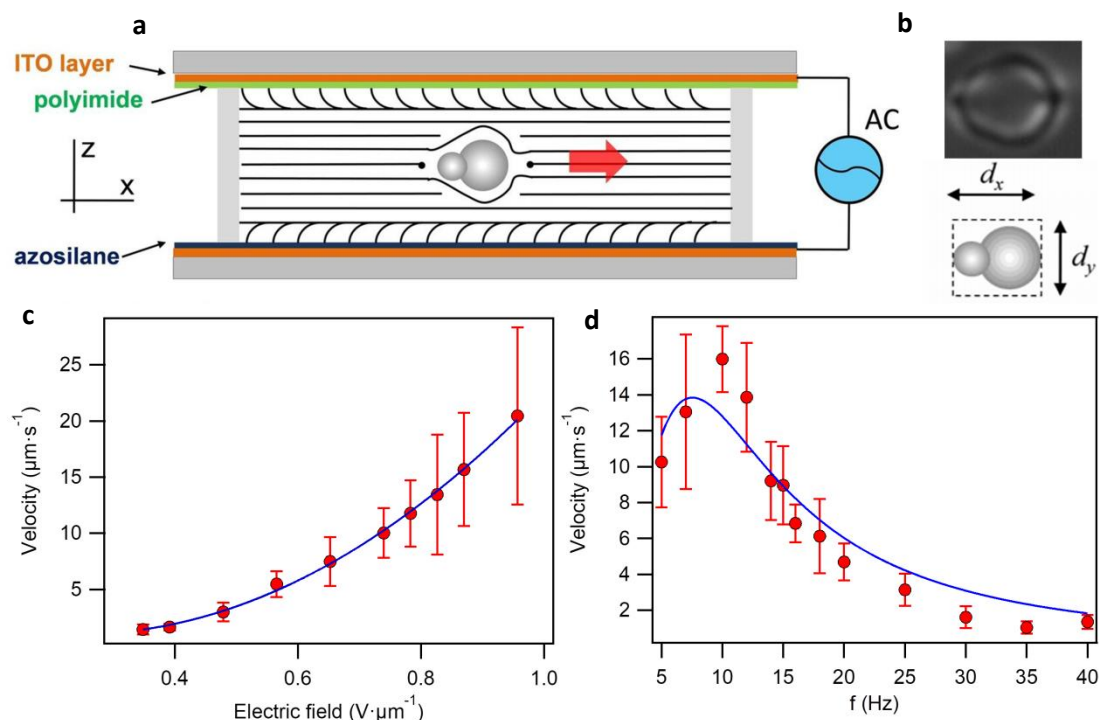 a
b
ITO layer
polyimide
AC
z
x
azosilane
d_x
d_y
c
d
Velocity (µm·s⁻¹)
25
20
15
10
5
0.4
0.6
0.8
1.0
Electric field (V·µm⁻¹)
Velocity (µm·s⁻¹)
16
14
12
10
8
6
4
2
5
10
15
20
25
30
35
40
f (Hz)